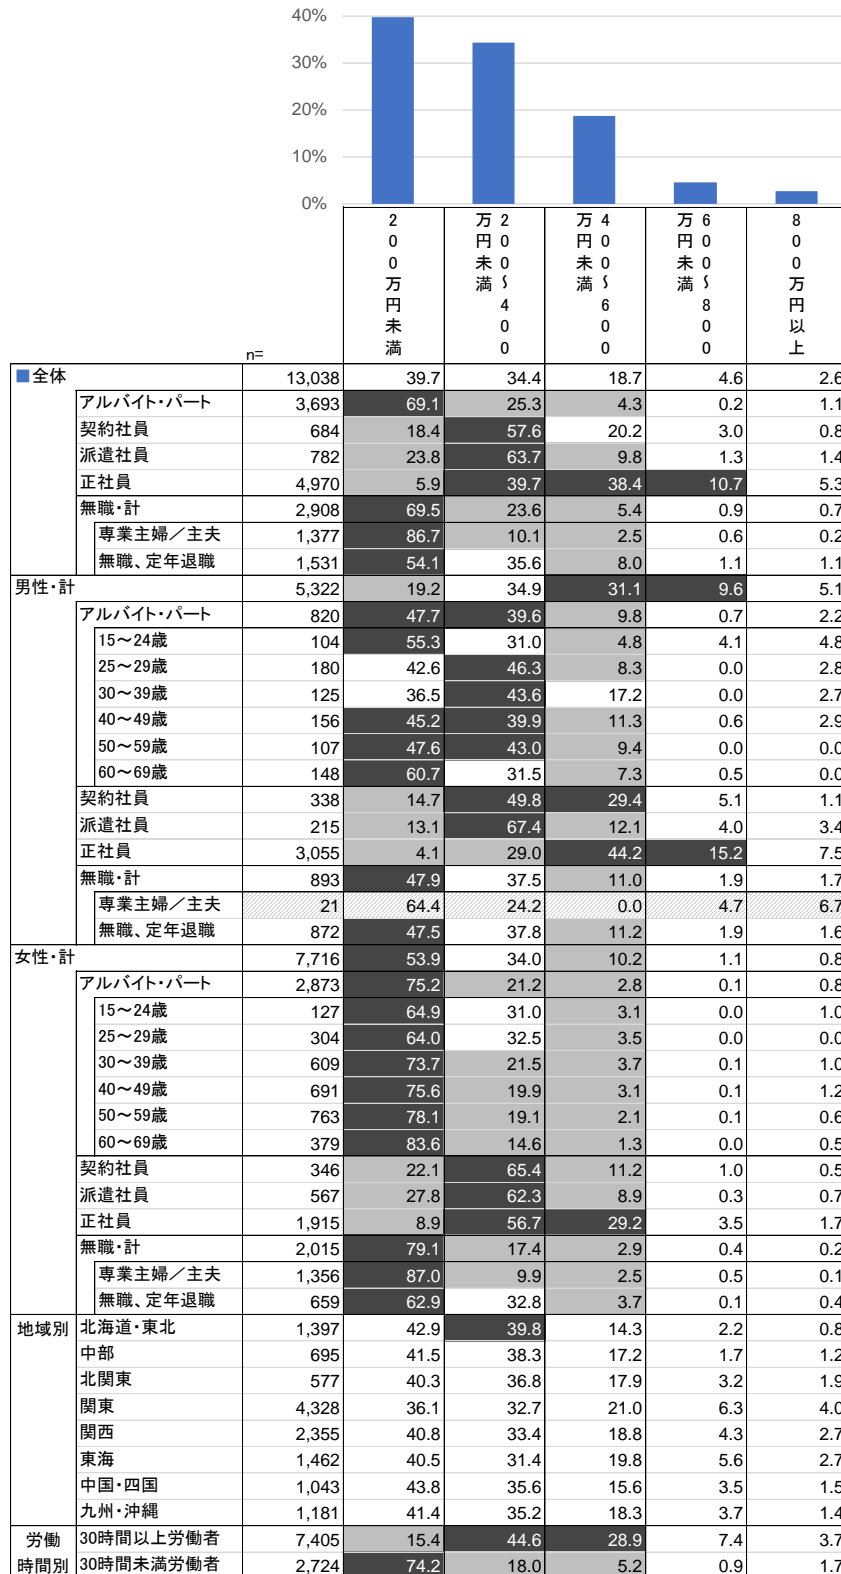 40%
30%
20%
10%
0%
n=
200万円未満
200～400万円未満
400～600万円未満
600～800万円未満
800万円以上
■全体 13,038 39.7 34.4 18.7 4.6 2.6
アルバイト・パート 3,693 69.1 25.3 4.3 0.2 1.1
契約社員 684 18.4 57.6 20.2 3.0 0.8
派遣社員 782 23.8 63.7 9.8 1.3 1.4
正社員 4,970 5.9 39.7 38.4 10.7 5.3
無職・計 2,908 69.5 23.6 5.4 0.9 0.7
専業主婦／主夫 1,377 86.7 10.1 2.5 0.6 0.2
無職、定年退職 1,531 54.1 35.6 8.0 1.1 1.1
男性・計 5,322 19.2 34.9 31.1 9.6 5.1
アルバイト・パート 820 47.7 39.6 9.8 0.7 2.2
15～24歳 104 55.3 31.0 4.8 4.1 4.8
25～29歳 180 42.6 46.3 8.3 0.0 2.8
30～39歳 125 36.5 43.6 17.2 0.0 2.7
40～49歳 156 45.2 39.9 11.3 0.6 2.9
50～59歳 107 47.6 43.0 9.4 0.0 0.0
60～69歳 148 60.7 31.5 7.3 0.5 0.0
契約社員 338 14.7 49.8 29.4 5.1 1.1
派遣社員 215 13.1 67.4 12.1 4.0 3.4
正社員 3,055 4.1 29.0 44.2 15.2 7.5
無職・計 893 47.9 37.5 11.0 1.9 1.7
専業主婦／主夫 21 64.4 24.2 0.0 4.7 6.7
無職、定年退職 872 47.5 37.8 11.2 1.9 1.6
女性・計 7,716 53.9 34.0 10.2 1.1 0.8
アルバイト・パート 2,873 75.2 21.2 2.8 0.1 0.8
15～24歳 127 64.9 31.0 3.1 0.0 1.0
25～29歳 304 64.0 32.5 3.5 0.0 0.0
30～39歳 609 73.7 21.5 3.7 0.1 1.0
40～49歳 691 75.6 19.9 3.1 0.1 1.2
50～59歳 763 78.1 19.1 2.1 0.1 0.6
60～69歳 379 83.6 14.6 1.3 0.0 0.5
契約社員 346 22.1 65.4 11.2 1.0 0.5
派遣社員 567 27.8 62.3 8.9 0.3 0.7
正社員 1,915 8.9 56.7 29.2 3.5 1.7
無職・計 2,015 79.1 17.4 2.9 0.4 0.2
専業主婦／主夫 1,356 87.0 9.9 2.5 0.5 0.1
無職、定年退職 659 62.9 32.8 3.7 0.1 0.4
地域別 北海道・東北 1,397 42.9 39.8 14.3 2.2 0.8
中部 695 41.5 38.3 17.2 1.7 1.2
北関東 577 40.3 36.8 17.9 3.2 1.9
関東 4,328 36.1 32.7 21.0 6.3 4.0
関西 2,355 40.8 33.4 18.8 4.3 2.7
東海 1,462 40.5 31.4 19.8 5.6 2.7
中国・四国 1,043 43.8 35.6 15.6 3.5 1.5
九州・沖縄 1,181 41.4 35.2 18.3 3.7 1.4
労働 30時間以上労働者 7,405 15.4 44.6 28.9 7.4 3.7
時間別 30時間未満労働者 2,724 74.2 18.0 5.2 0.9 1.7